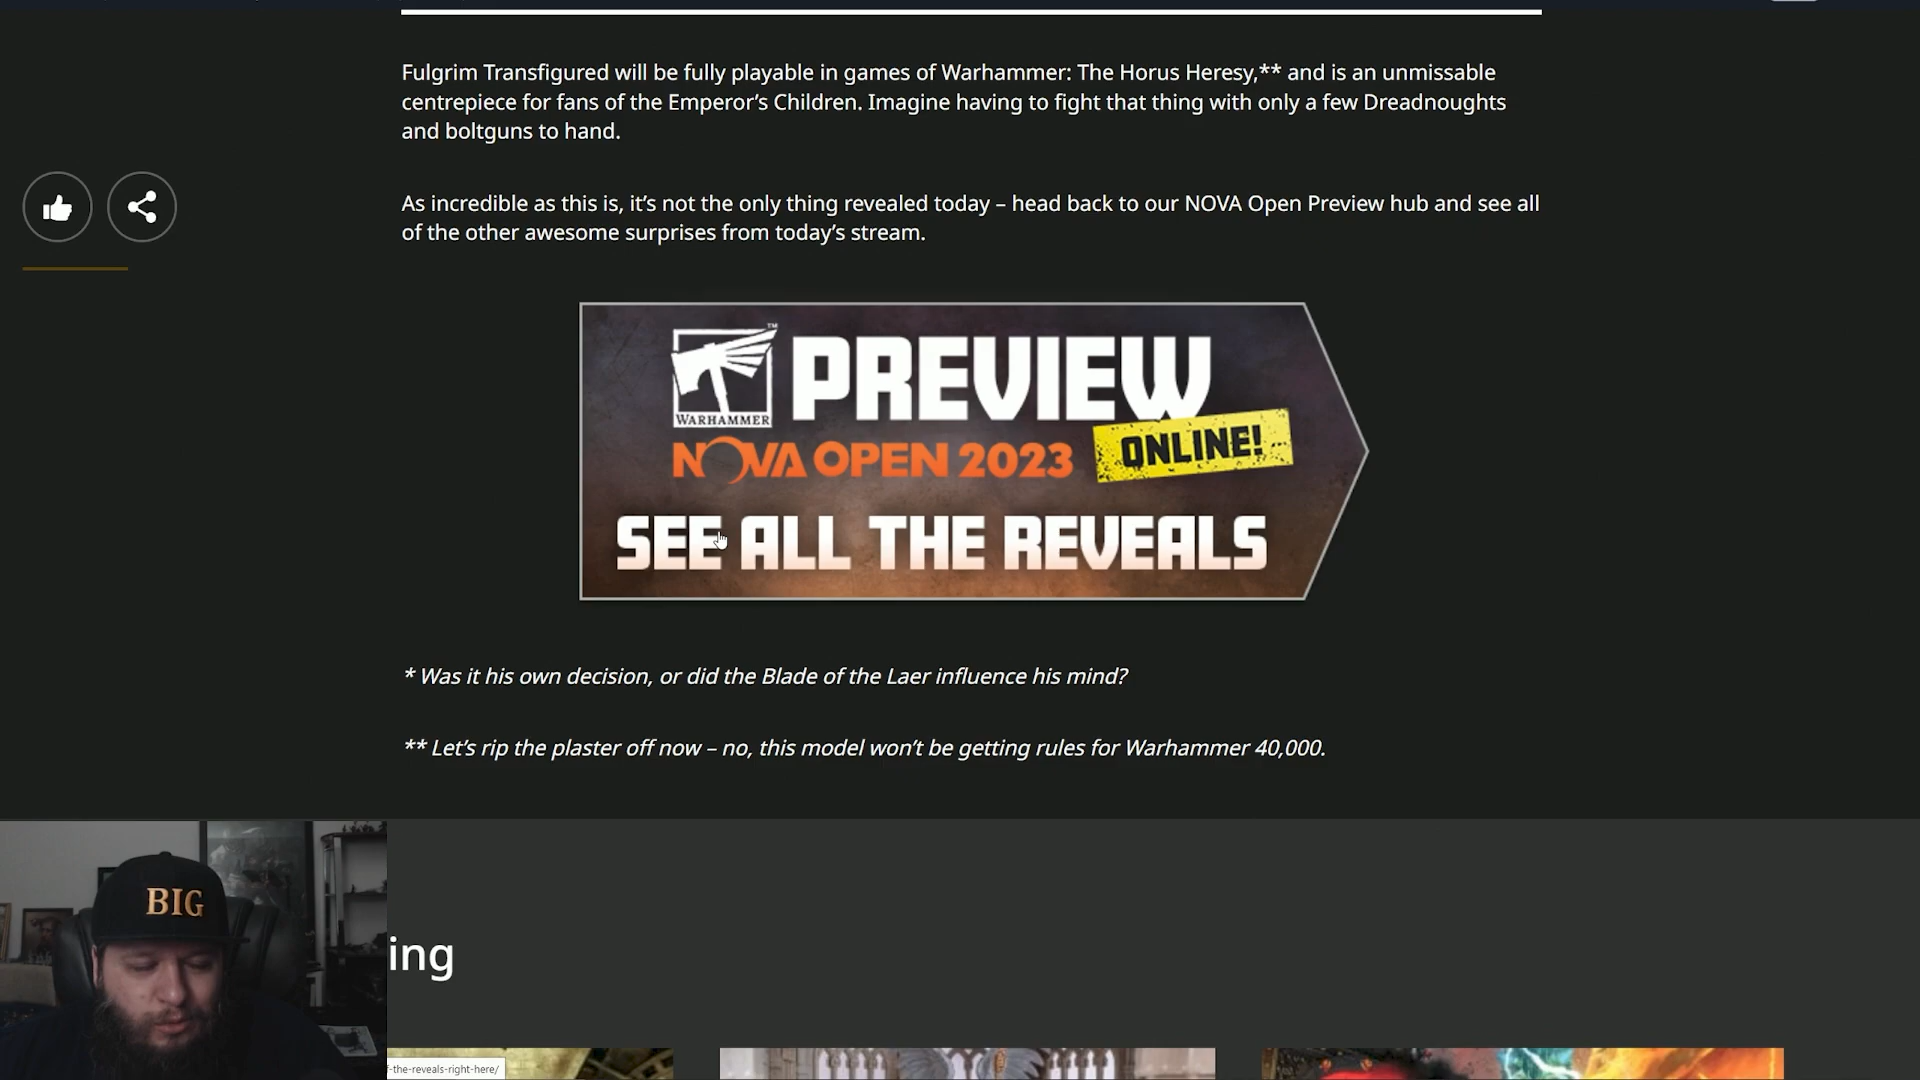 Fulgrim Transfigured will be fully playable in games of Warhammer: The Horus Heresy,** and is an unmissable
centrepiece for fans of the Emperor’s Children. Imagine having to fight that thing with only a few Dreadnoughts
and boltguns to hand.
As incredible as this is, it’s not the only thing revealed today – head back to our NOVA Open Preview hub and see all
of the other awesome surprises from today’s stream.
WARHAMMER™
PREVIEW
NOVA OPEN 2023
ONLINE!
SEE ALL THE REVEALS
* Was it his own decision, or did the Blade of the Laer influence his mind?
** Let’s rip the plaster off now – no, this model won’t be getting rules for Warhammer 40,000.
BIG
ing
-the-reveals-right-here/